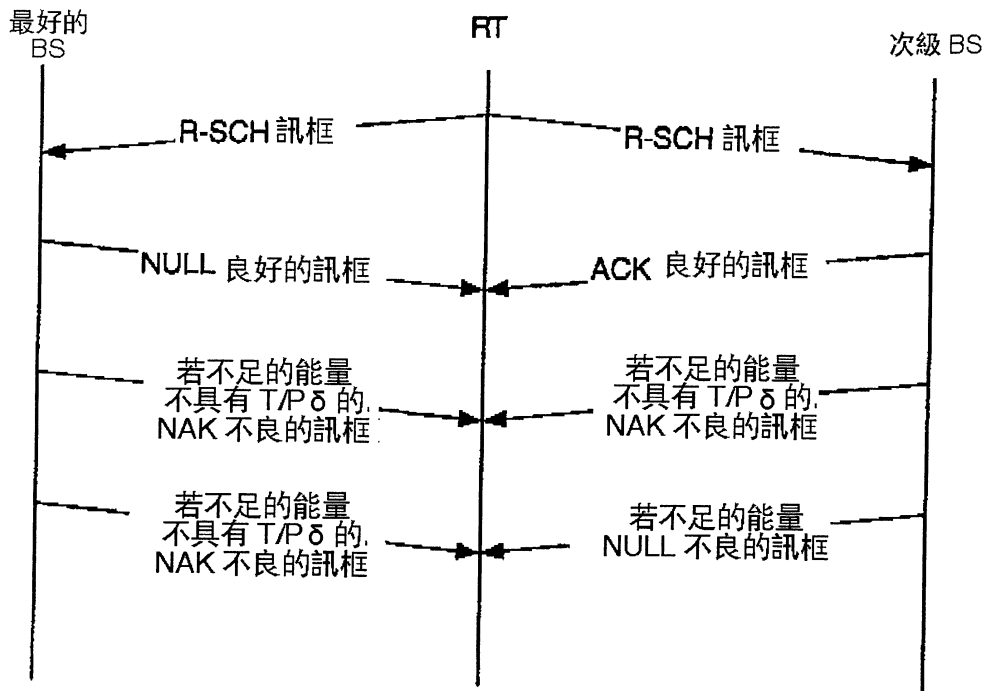 最好的
BS
RT
次級 BS
R-SCH 訊框
R-SCH 訊框
NULL 良好的訊框
ACK 良好的訊框
若不足的能量
不具有 T/P δ 的
NAK 不良的訊框
若不足的能量
不具有 T/P δ 的
NAK 不良的訊框
若不足的能量
不具有 T/P δ 的
NAK 不良的訊框
若不足的能量
NULL 不良的訊框